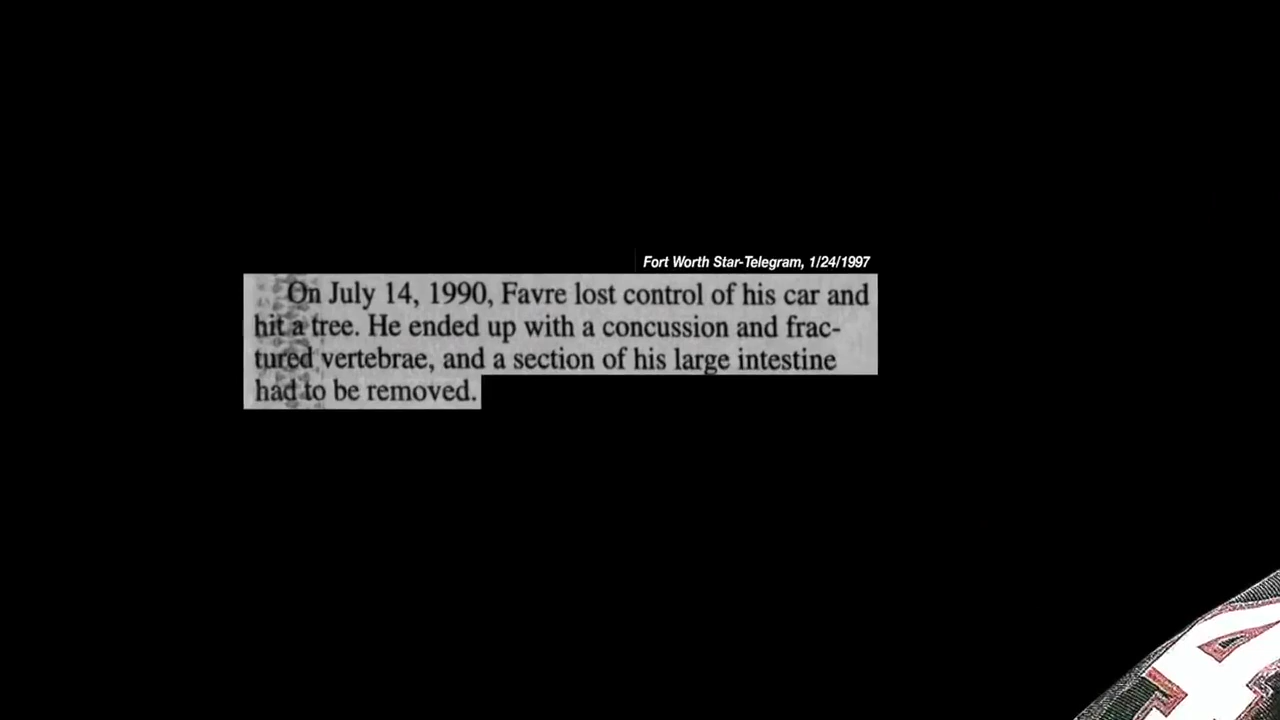 Fort Worth Star-Telegram, 1/24/1997
On July 14, 1990, Favre lost control of his car and
hit a tree. He ended up with a concussion and frac-
tured vertebrae, and a section of his large intestine
had to be removed.
4